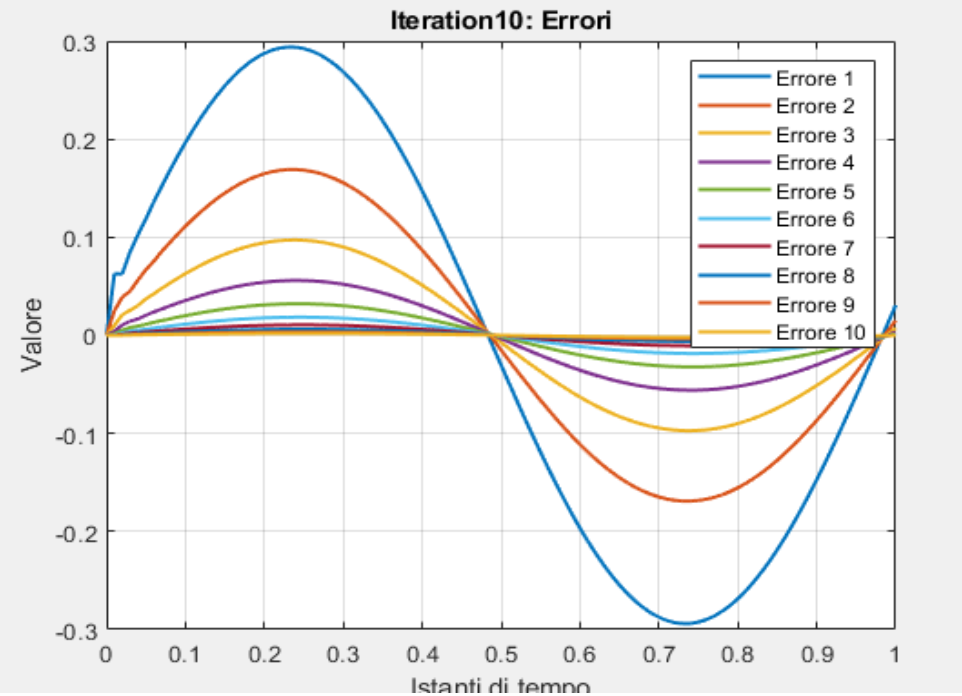 Iteration10: Errori
0.3
0.2
0.1
0
-0.1
-0.2
-0.3
Valore
Errore 1
Errore 2
Errore 3
Errore 4
Errore 5
Errore 6
Errore 7
Errore 8
Errore 9
Errore 10
0 0.1 0.2 0.3 0.4 0.5 0.6 0.7 0.8 0.9 1
Istanti di tempo